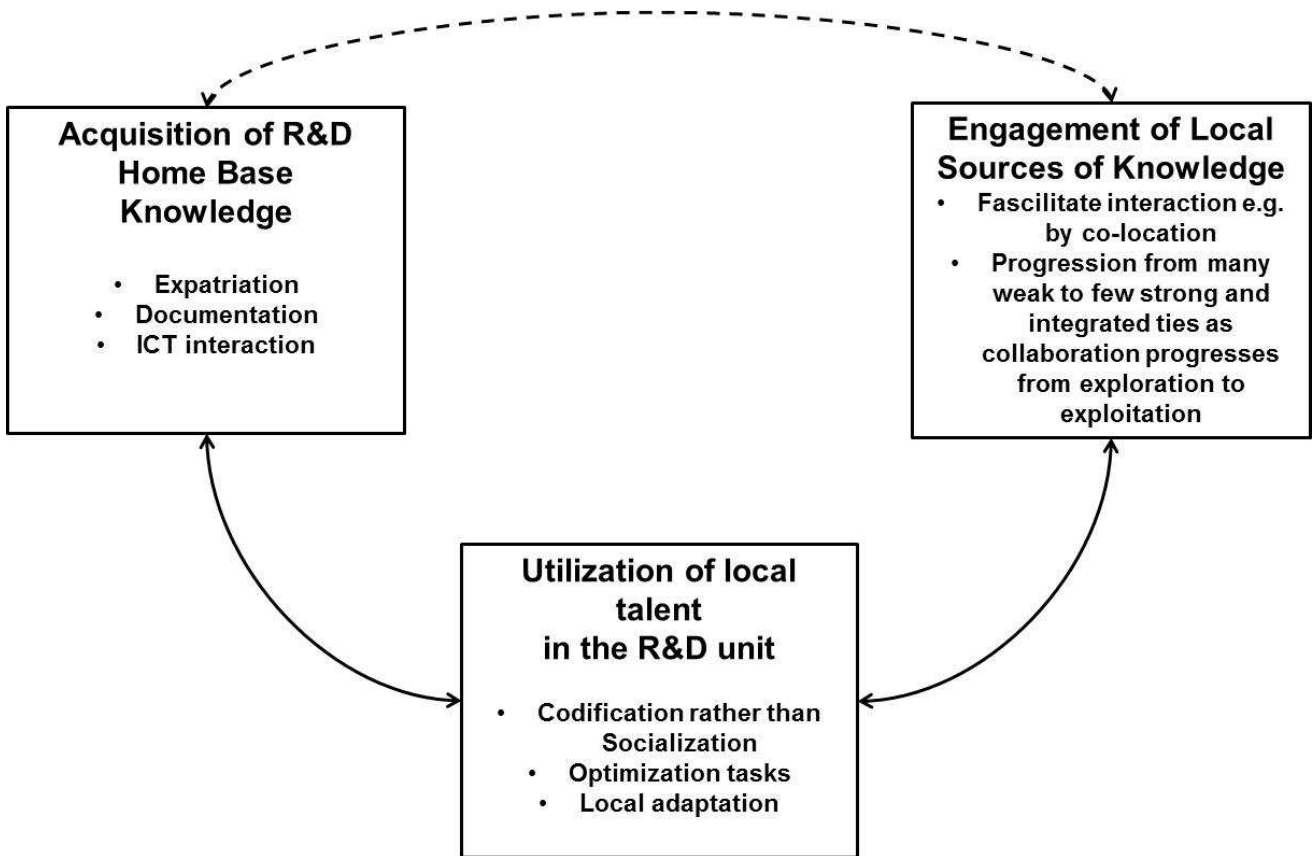 Acquisition of R&D
Home Base
Knowledge
• Expatriation
• Documentation
• ICT interaction
Engagement of Local
Sources of Knowledge
• Fascilitate interaction e.g.
by co-location
• Progression from many
weak to few strong and
integrated ties as
collaboration progresses
from exploration to
exploitation
Utilization of local
talent
in the R&D unit
• Codification rather than
Socialization
• Optimization tasks
• Local adaptation